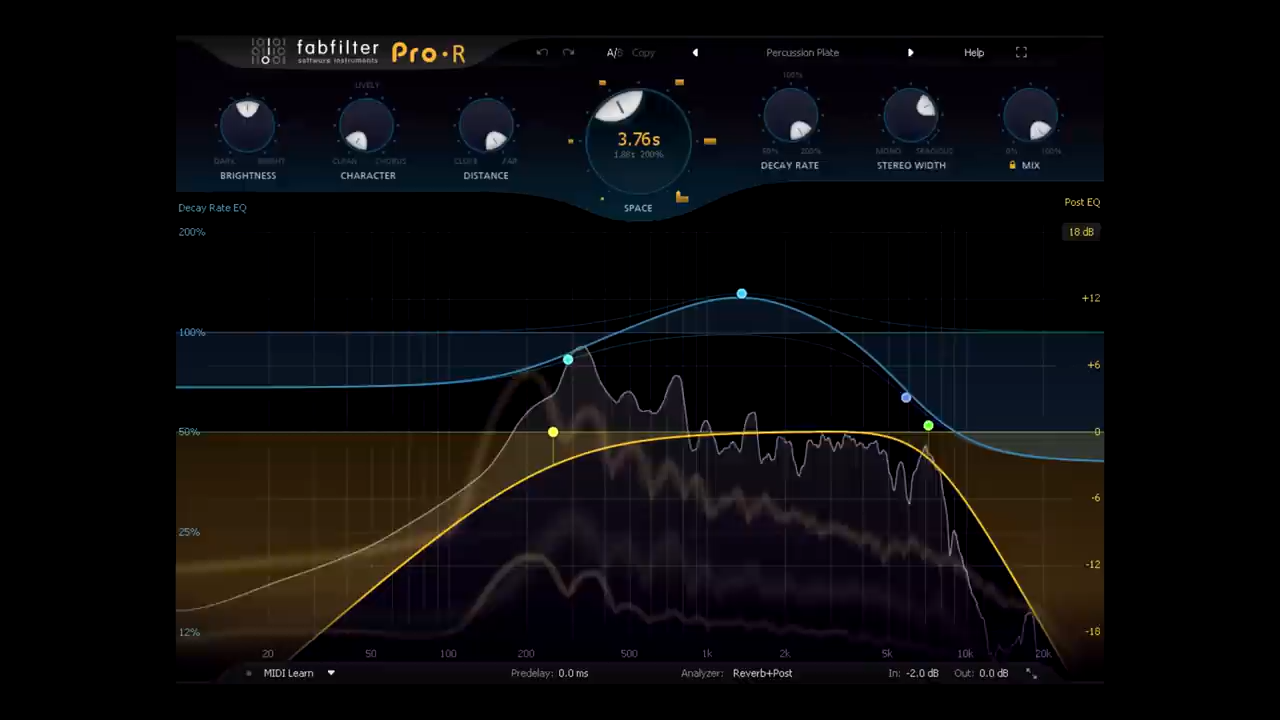 fabfilter Pro·R
software instruments
A/B Copy
Percussion Plate
Help
LIVELY
100%
3.76s
1.88s 200%
DARK BRIGHT
CLEAN CHORUS
CLOSE FAR
50% 200%
MONO SPACIOUS
0% 100%
BRIGHTNESS
CHARACTER
DISTANCE
SPACE
DECAY RATE
STEREO WIDTH
MIX
Decay Rate EQ
Post EQ
200%
18 dB
+12
100%
+6
50%
0
-6
25%
-12
12%
-18
20 50 100 200 500 1k 2k 5k 10k 20k
MIDI Learn
Predelay: 0.0 ms
Analyzer: Reverb+Post
In: -2.0 dB
Out: 0.0 dB